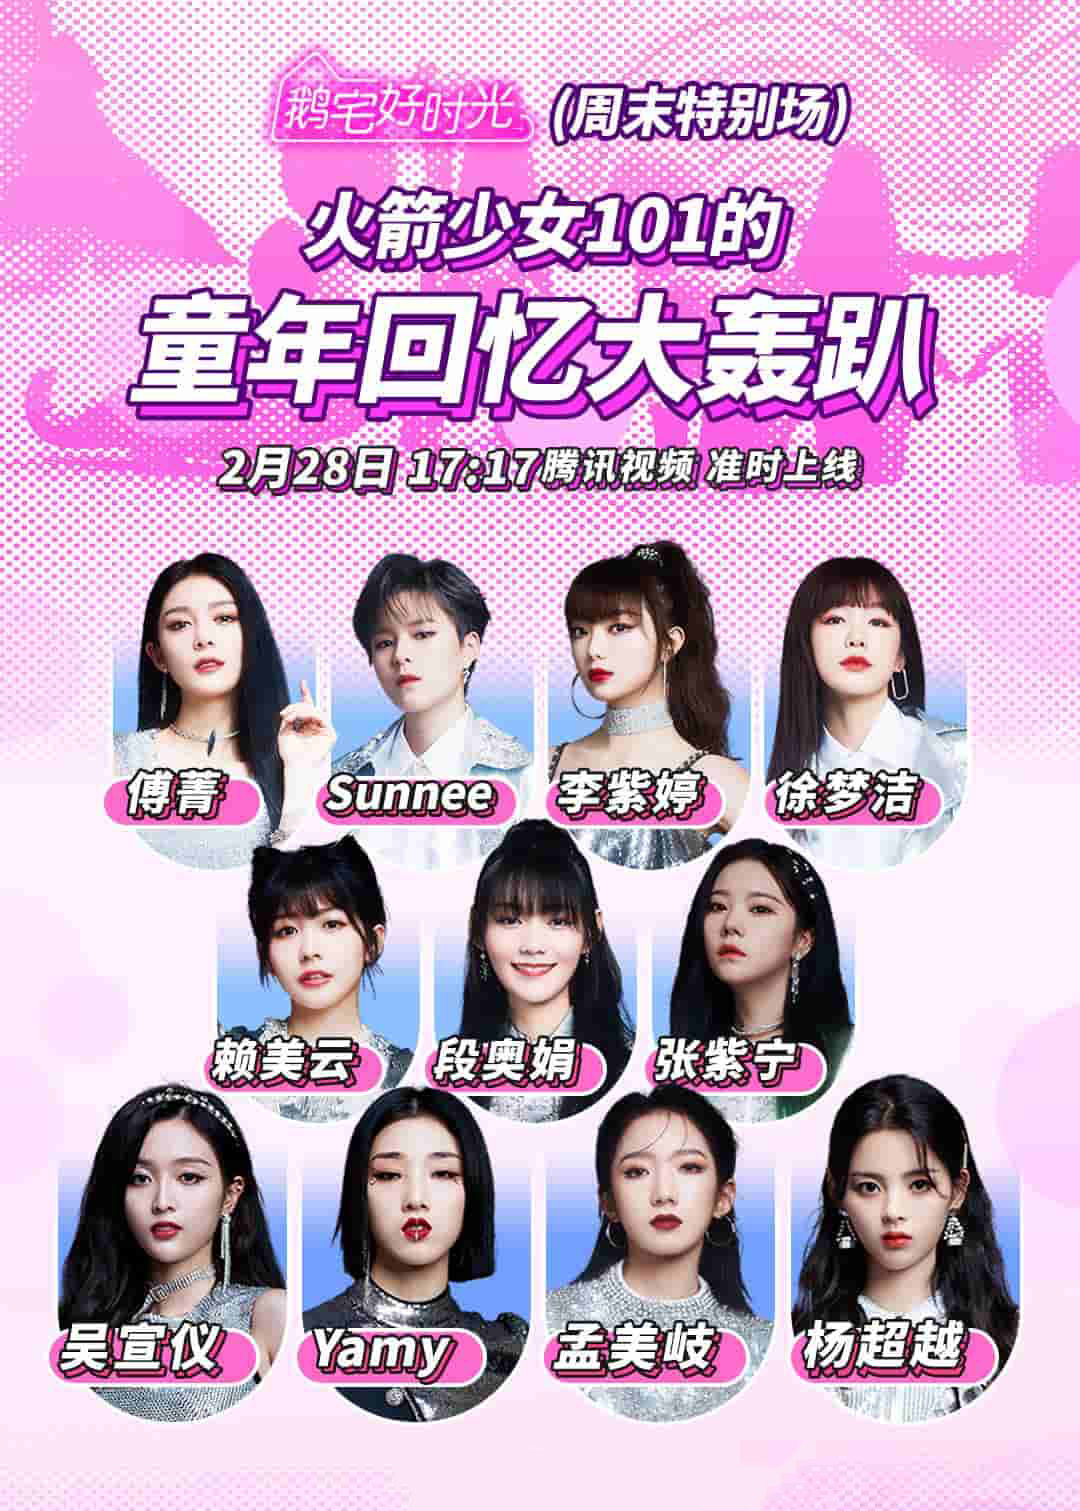 鹅宅好时光 (周末特别场)
火箭少女101的
童年回忆大轰趴
2月28日 17:17腾讯视频 准时上线
傅菁 Sunnee 李紫婷 徐梦洁
赖美云 段奥娟 张紫宁
吴宣仪 Yamy 孟美岐 杨超越